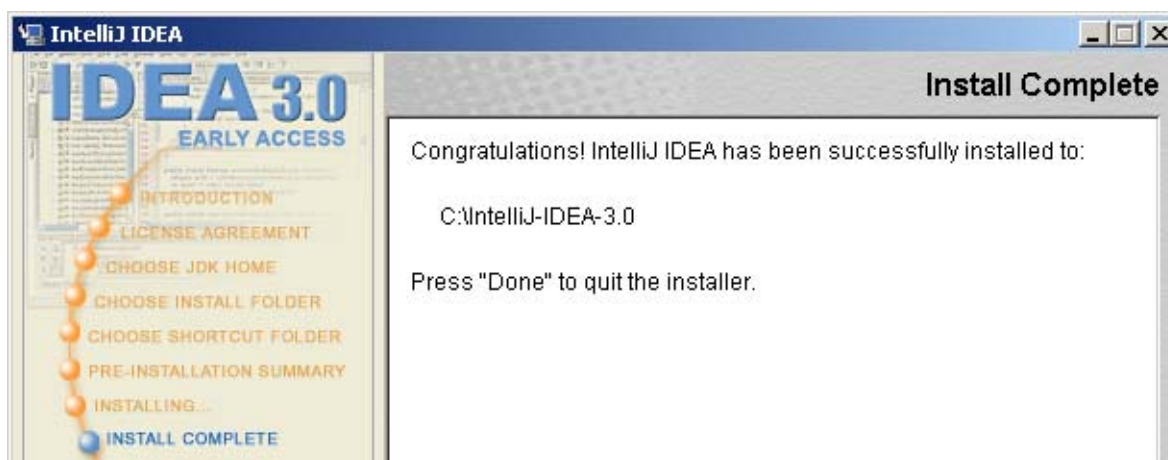 IntelliJ IDEA
IDEA 3.0
EARLY ACCESS
INTRODUCTION
LICENSE AGREEMENT
CHOOSE JDK HOME
CHOOSE INSTALL FOLDER
CHOOSE SHORTCUT FOLDER
PRE-INSTALLATION SUMMARY
INSTALLING...
INSTALL COMPLETE
Install Complete
Congratulations! IntelliJ IDEA has been successfully installed to:
C:\IntelliJ-IDEA-3.0
Press "Done" to quit the installer.